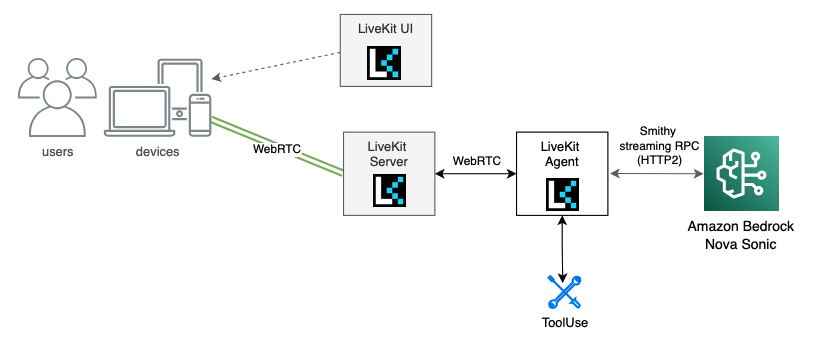 LiveKit UI
users
devices
WebRTC
LiveKit
Server
WebRTC
LiveKit
Agent
Smithy
streaming RPC
(HTTP2)
Amazon Bedrock
Nova Sonic
ToolUse